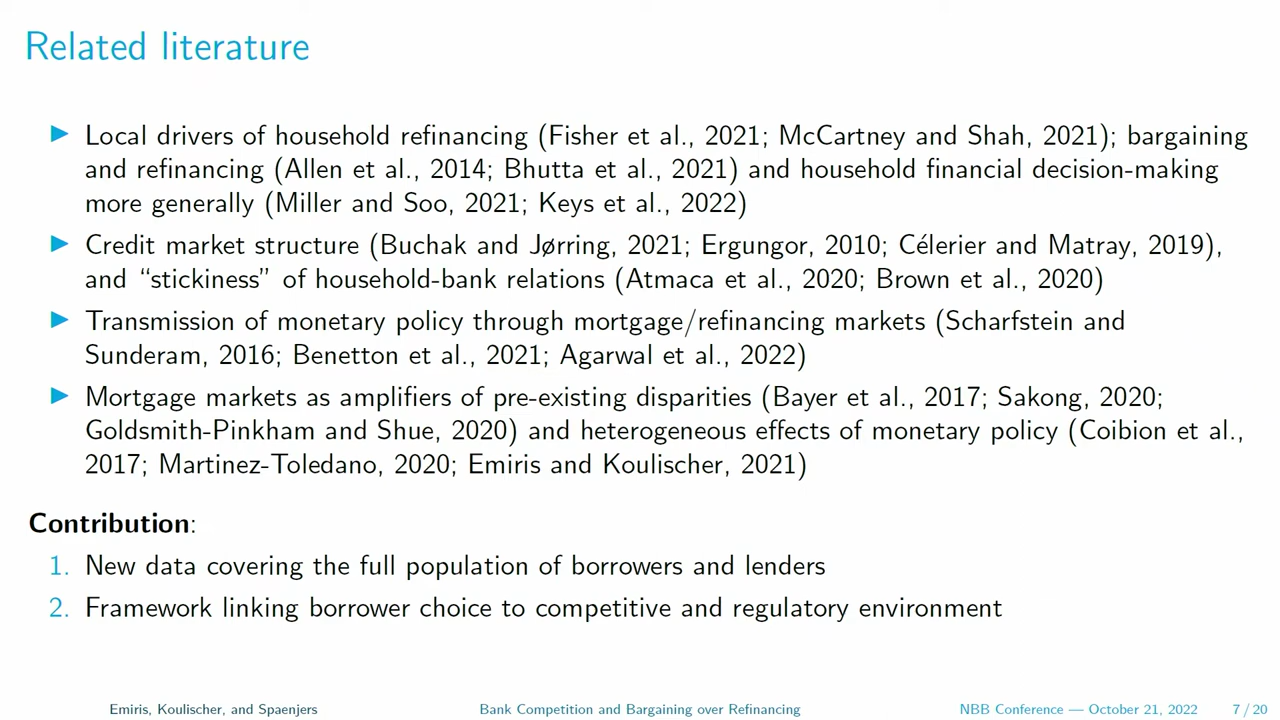 Related literature
Local drivers of household refinancing (Fisher et al., 2021; McCartney and Shah, 2021); bargaining
and refinancing (Allen et al., 2014; Bhutta et al., 2021) and household financial decision-making
more generally (Miller and Soo, 2021; Keys et al., 2022)
Credit market structure (Buchak and Jørring, 2021; Ergungor, 2010; Célerier and Matray, 2019),
and “stickiness” of household-bank relations (Atmaca et al., 2020; Brown et al., 2020)
Transmission of monetary policy through mortgage/refinancing markets (Scharfstein and
Sunderam, 2016; Benetton et al., 2021; Agarwal et al., 2022)
Mortgage markets as amplifiers of pre-existing disparities (Bayer et al., 2017; Sakong, 2020;
Goldsmith-Pinkham and Shue, 2020) and heterogeneous effects of monetary policy (Coibion et al.,
2017; Martinez-Toledano, 2020; Emiris and Koulischer, 2021)
Contribution:
1. New data covering the full population of borrowers and lenders
2. Framework linking borrower choice to competitive and regulatory environment
Emiris, Koulischer, and Spaenjers Bank Competition and Bargaining over Refinancing NBB Conference — October 21, 2022 7 / 20